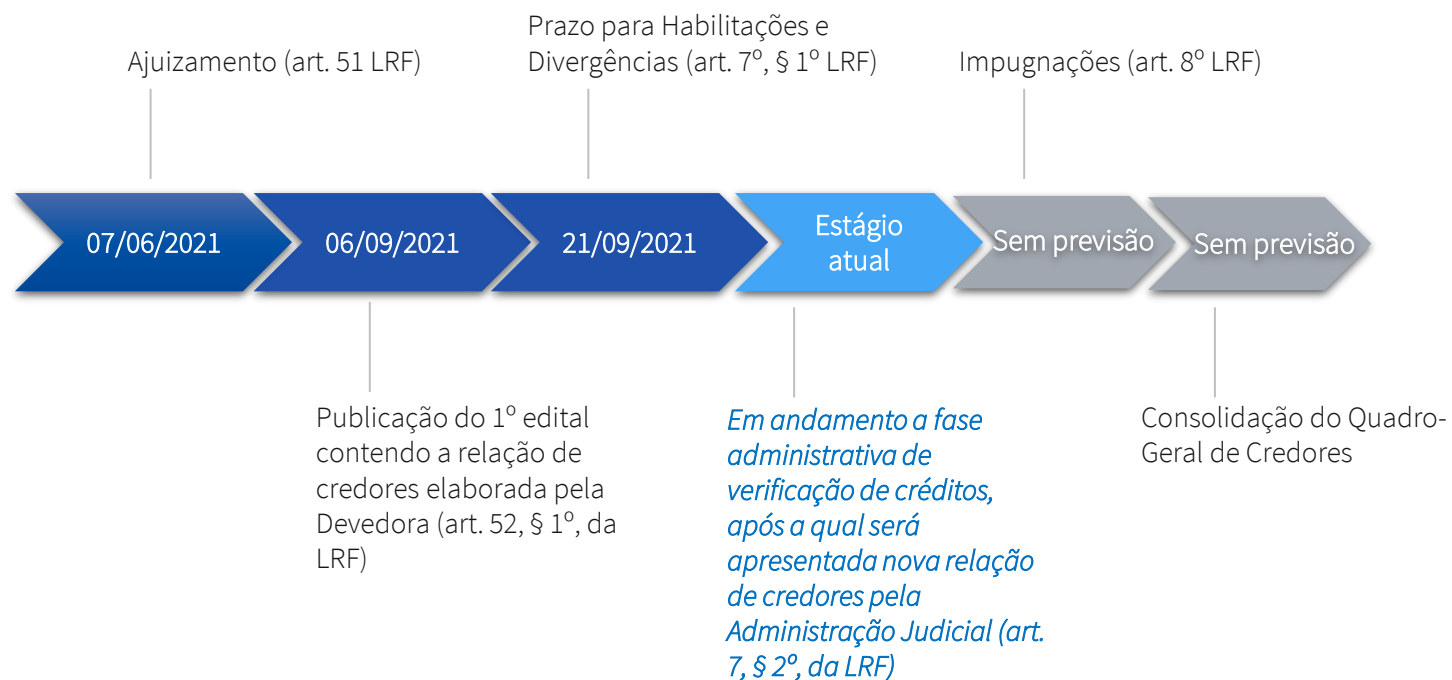 Ajuizamento (art. 51 LRF)
Prazo para Habilitações e
Divergências (art. 7º, § 1º LRF)
Impugnações (art. 8º LRF)
07/06/2021
06/09/2021
21/09/2021
Estágio
atual
Sem previsão
Sem previsão
Publicação do 1º edital
contendo a relação de
credores elaborada pela
Devedora (art. 52, § 1º, da
LRF)
Em andamento a fase
administrativa de
verificação de créditos,
após a qual será
apresentada nova relação
de credores pela
Administração Judicial (art.
7, § 2º, da LRF)
Consolidação do Quadro-
Geral de Credores